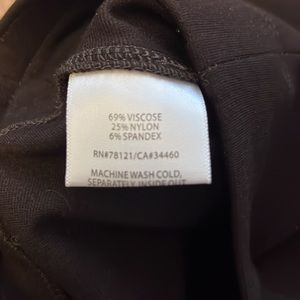 69% VISCOSE
25% NYLON
6% SPANDEX
RN#78121/CA#34460
MACHINE WASH COLD,
SEPARATELY INSIDE OUT